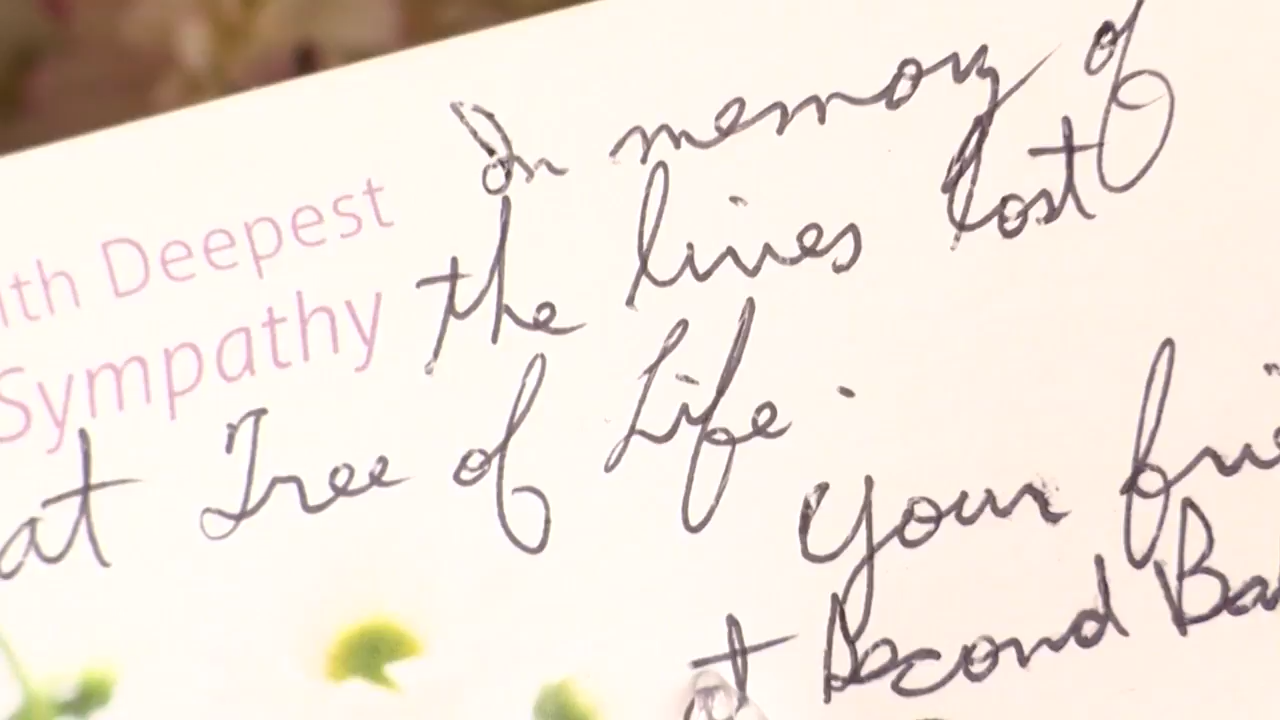 In memory of
ith Deepest
the lives lost
Sympathy
at Tree of Life.
Your
Second